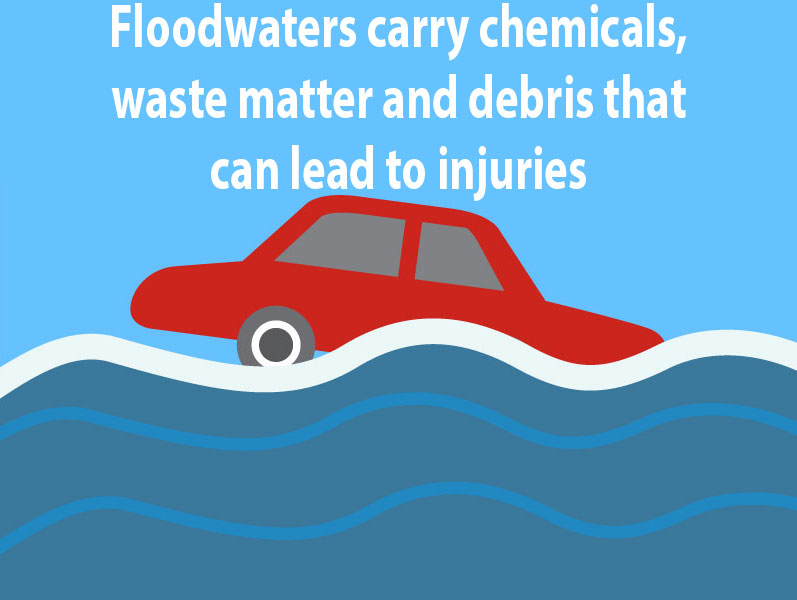 Floodwaters carry chemicals,
waste matter and debris that
can lead to injuries